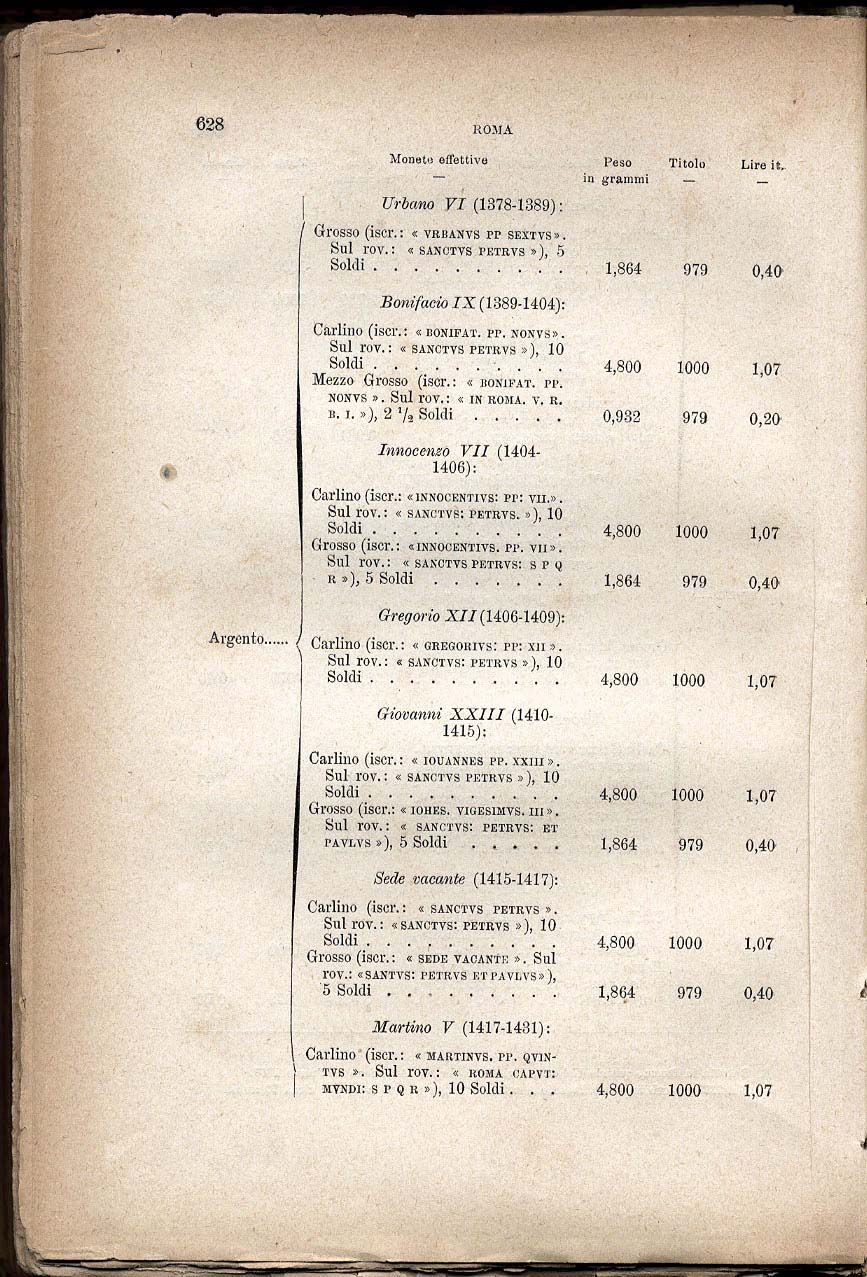 628
ROMA
Monete effettive
Peso
in grammi
Titolo
Lire it.
Urbano VI (1378-1389):
Grosso (iscr.: « VRBANVS PP SEXTVS».
Sul rov.: « SANCTVS PETRVS »), 5
Soldi . . . . . . . . . . 1,864 979 0,40
Bonifacio IX (1389-1404):
Carlino (iscr.: « BONIFAT. PP. NONVS».
Sul rov.: « SANCTVS PETRVS »), 10
Soldi . . . . . . . . . . 4,800 1000 1,07
Mezzo Grosso (iscr.: « BONIFAT. PP.
NONVS ». Sul rov.: « IN ROMA. V. R.
B. I. »), 2 1/2 Soldi . . . . . 0,932 979 0,20
Innocenzo VII (1404-
1406):
Carlino (iscr.: «INNOCENTIVS: PP: VII.».
Sul rov.: « SANCTVS: PETRVS. »), 10
Soldi . . . . . . . . . . 4,800 1000 1,07
Grosso (iscr.: «INNOCENTIVS. PP. VII».
Sul rov.: « SANCTVS PETRVS: S P Q
R »), 5 Soldi . . . . . . . 1,864 979 0,40
Gregorio XII (1406-1409):
Argento......
Carlino (iscr.: « GREGORIVS: PP: XII ».
Sul rov.: « SANCTVS: PETRVS »), 10
Soldi . . . . . . . . . . 4,800 1000 1,07
Giovanni XXIII (1410-
1415):
Carlino (iscr.: « IOUANNES PP. XXIII ».
Sul rov.: « SANCTVS PETRVS »), 10
Soldi . . . . . . . . . . 4,800 1000 1,07
Grosso (iscr.: « IOHES. VIGESIMVS. III».
Sul rov.: « SANCTVS: PETRVS: ET
PAVLVS »), 5 Soldi . . . . . 1,864 979 0,40
Sede vacante (1415-1417):
Carlino (iscr.: « SANCTVS PETRVS ».
Sul rov.: «SANCTVS: PETRVS »), 10
Soldi . . . . . . . . . . 4,800 1000 1,07
Grosso (iscr.: « SEDE VACANTE ». Sul
rov.: «SANTVS: PETRVS ET PAVLVS»),
5 Soldi . . . . . . . . . 1,864 979 0,40
Martino V (1417-1431):
Carlino (iscr.: « MARTINVS. PP. QVIN-
TVS ». Sul rov.: « ROMA CAPVT:
MVNDI: S P Q R »), 10 Soldi . . . 4,800 1000 1,07